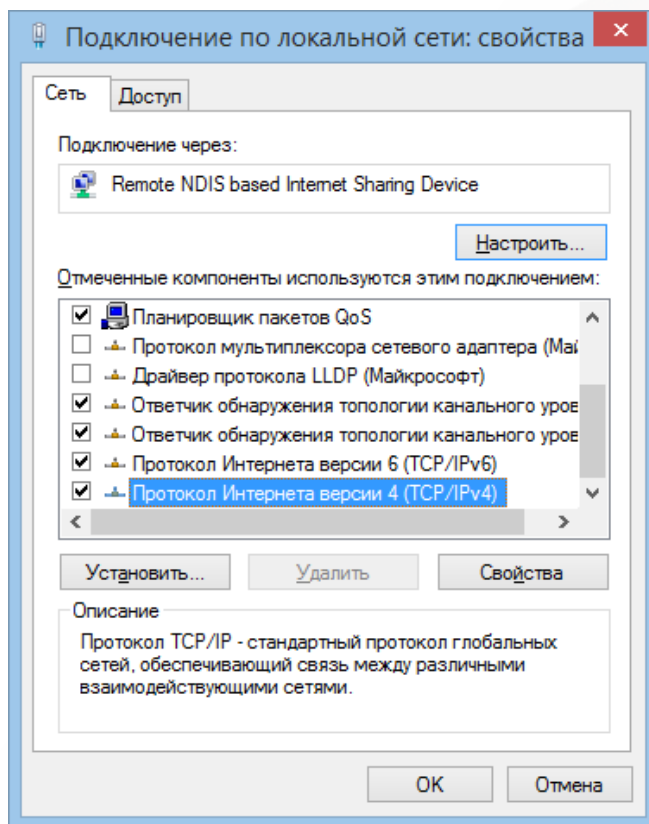 Подключение по локальной сети: свойства
Сеть
Доступ
Подключение через:
Remote NDIS based Internet Sharing Device
Настроить...
Отмеченные компоненты используются этим подключением:
Планировщик пакетов QoS
Протокол мультиплексора сетевого адаптера (Май
Драйвер протокола LLDP (Майкрософт)
Ответчик обнаружения топологии канального уров
Ответчик обнаружения топологии канального уров
Протокол Интернета версии 6 (TCP/IPv6)
Протокол Интернета версии 4 (TCP/IPv4)
Установить...
Удалить
Свойства
Описание
Протокол TCP/IP - стандартный протокол глобальных
сетей, обеспечивающий связь между различными
взаимодействующими сетями.
OK
Отмена